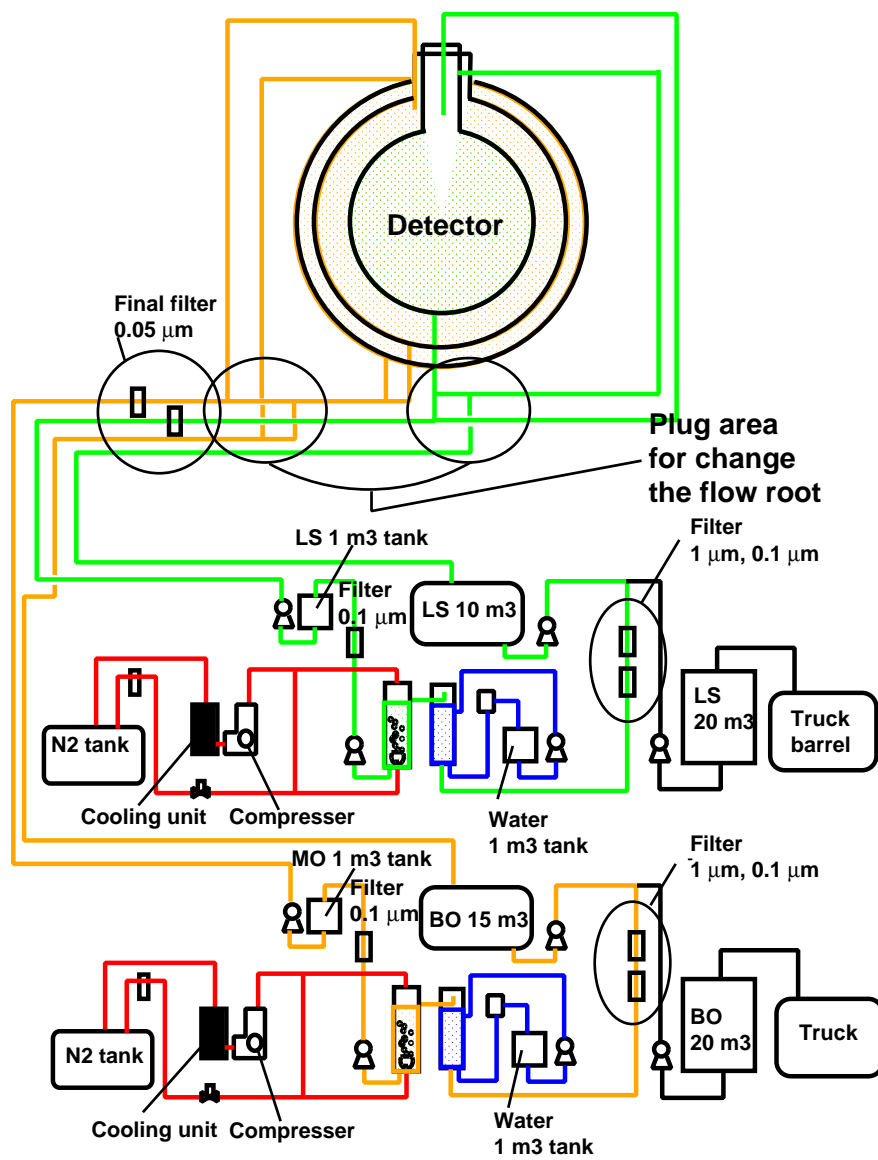 Detector
Final filter
0.05 μm
Plug area
for change
the flow root
Filter
1 μm, 0.1 μm
LS 1 m3 tank
Filter
0.1 μm
LS 10 m3
LS
20 m3
Truck
barrel
N2 tank
Cooling unit
Compresser
Water
1 m3 tank
Filter
1 μm, 0.1 μm
MO 1 m3 tank
Filter
0.1 μm
BO 15 m3
BO
20 m3
Truck
N2 tank
Cooling unit
Compresser
Water
1 m3 tank